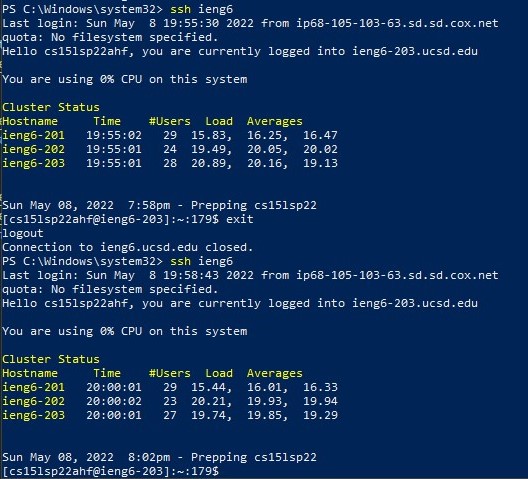 PS C:\Windows\system32> ssh ieng6
Last login: Sun May  8 19:55:30 2022 from ip68-105-103-63.sd.sd.cox.net
quota: No filesystem specified.
Hello cs15lsp22ahf, you are currently logged into ieng6-203.ucsd.edu
You are using 0% CPU on this system
Cluster Status
Hostname     Time    #Users  Load  Averages
ieng6-201   19:55:02   29  15.83,  16.25,  16.47
ieng6-202   19:55:01   24  19.49,  20.05,  20.02
ieng6-203   19:55:01   28  20.89,  20.16,  19.13
Sun May 08, 2022  7:58pm - Prepping cs15lsp22
[cs15lsp22ahf@ieng6-203]:~:179$ exit
logout
Connection to ieng6.ucsd.edu closed.
PS C:\Windows\system32> ssh ieng6
Last login: Sun May  8 19:58:43 2022 from ip68-105-103-63.sd.sd.cox.net
quota: No filesystem specified.
Hello cs15lsp22ahf, you are currently logged into ieng6-203.ucsd.edu
You are using 0% CPU on this system
Cluster Status
Hostname     Time    #Users  Load  Averages
ieng6-201   20:00:01   29  15.44,  16.01,  16.33
ieng6-202   20:00:02   23  20.21,  19.93,  19.94
ieng6-203   20:00:01   27  19.74,  19.85,  19.29
Sun May 08, 2022  8:02pm - Prepping cs15lsp22
[cs15lsp22ahf@ieng6-203]:~:179$